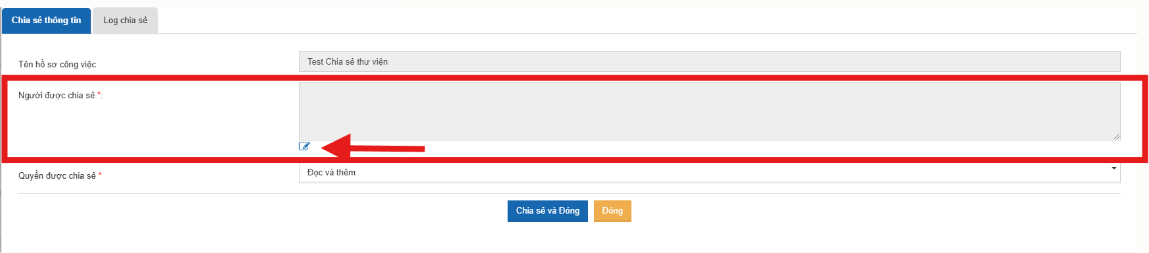 Chia sẻ thông tin
Log chia sẻ
Tên hồ sơ công việc
Test Chia sẻ thư viện
Người được chia sẻ *:
Quyền được chia sẻ *
Đọc và thêm
Chia sẻ và Đóng
Đóng